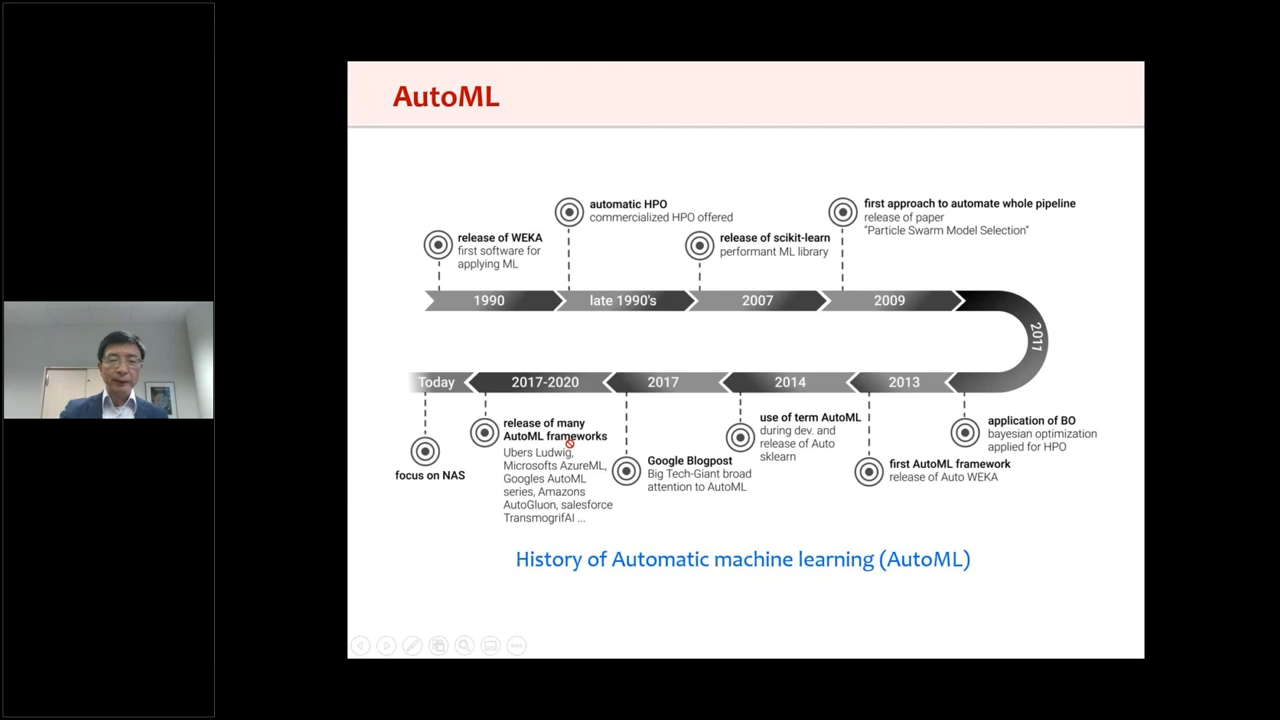 AutoML
automatic HPO
commercialized HPO offered
first approach to automate whole pipeline
release of paper
"Particle Swarm Model Selection"
release of WEKA
first software for
applying ML
release of scikit-learn
performant ML library
1990
late 1990's
2007
2009
2011
Today
2017-2020
2017
2014
2013
release of many
AutoML frameworks
Ubers Ludwig,
Microsofts AzureML,
Googles AutoML
series, Amazons
AutoGluon, salesforce
TransmogrifAI ...
use of term AutoML
during dev. and
release of Auto
sklearn
application of BO
bayesian optimization
applied for HPO
focus on NAS
Google Blogpost
Big Tech-Giant broad
attention to AutoML
first AutoML framework
release of Auto WEKA
History of Automatic machine learning (AutoML)